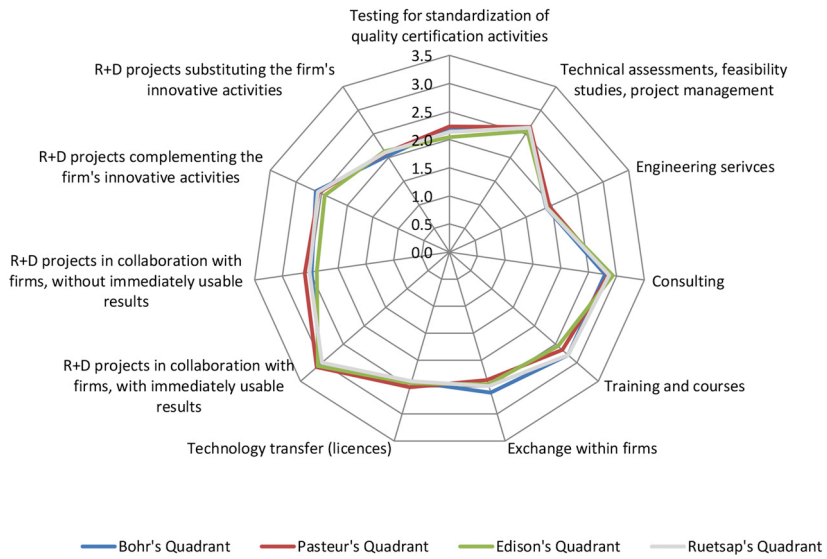 Testing for standardization of
quality certification activities
R+D projects substituting the firm's
innovative activities
Technical assessments, feasibility
studies, project management
3.5
3.0
2.5
2.0
1.5
1.0
0.5
0.0
R+D projects complementing the
firm's innovative activities
Engineering serivces
R+D projects in collaboration with
firms, without immediately usable
results
Consulting
R+D projects in collaboration with
firms, with immediately usable
results
Training and courses
Technology transfer (licences)
Exchange within firms
Bohr's Quadrant
Pasteur's Quadrant
Edison's Quadrant
Ruetsap's Quadrant